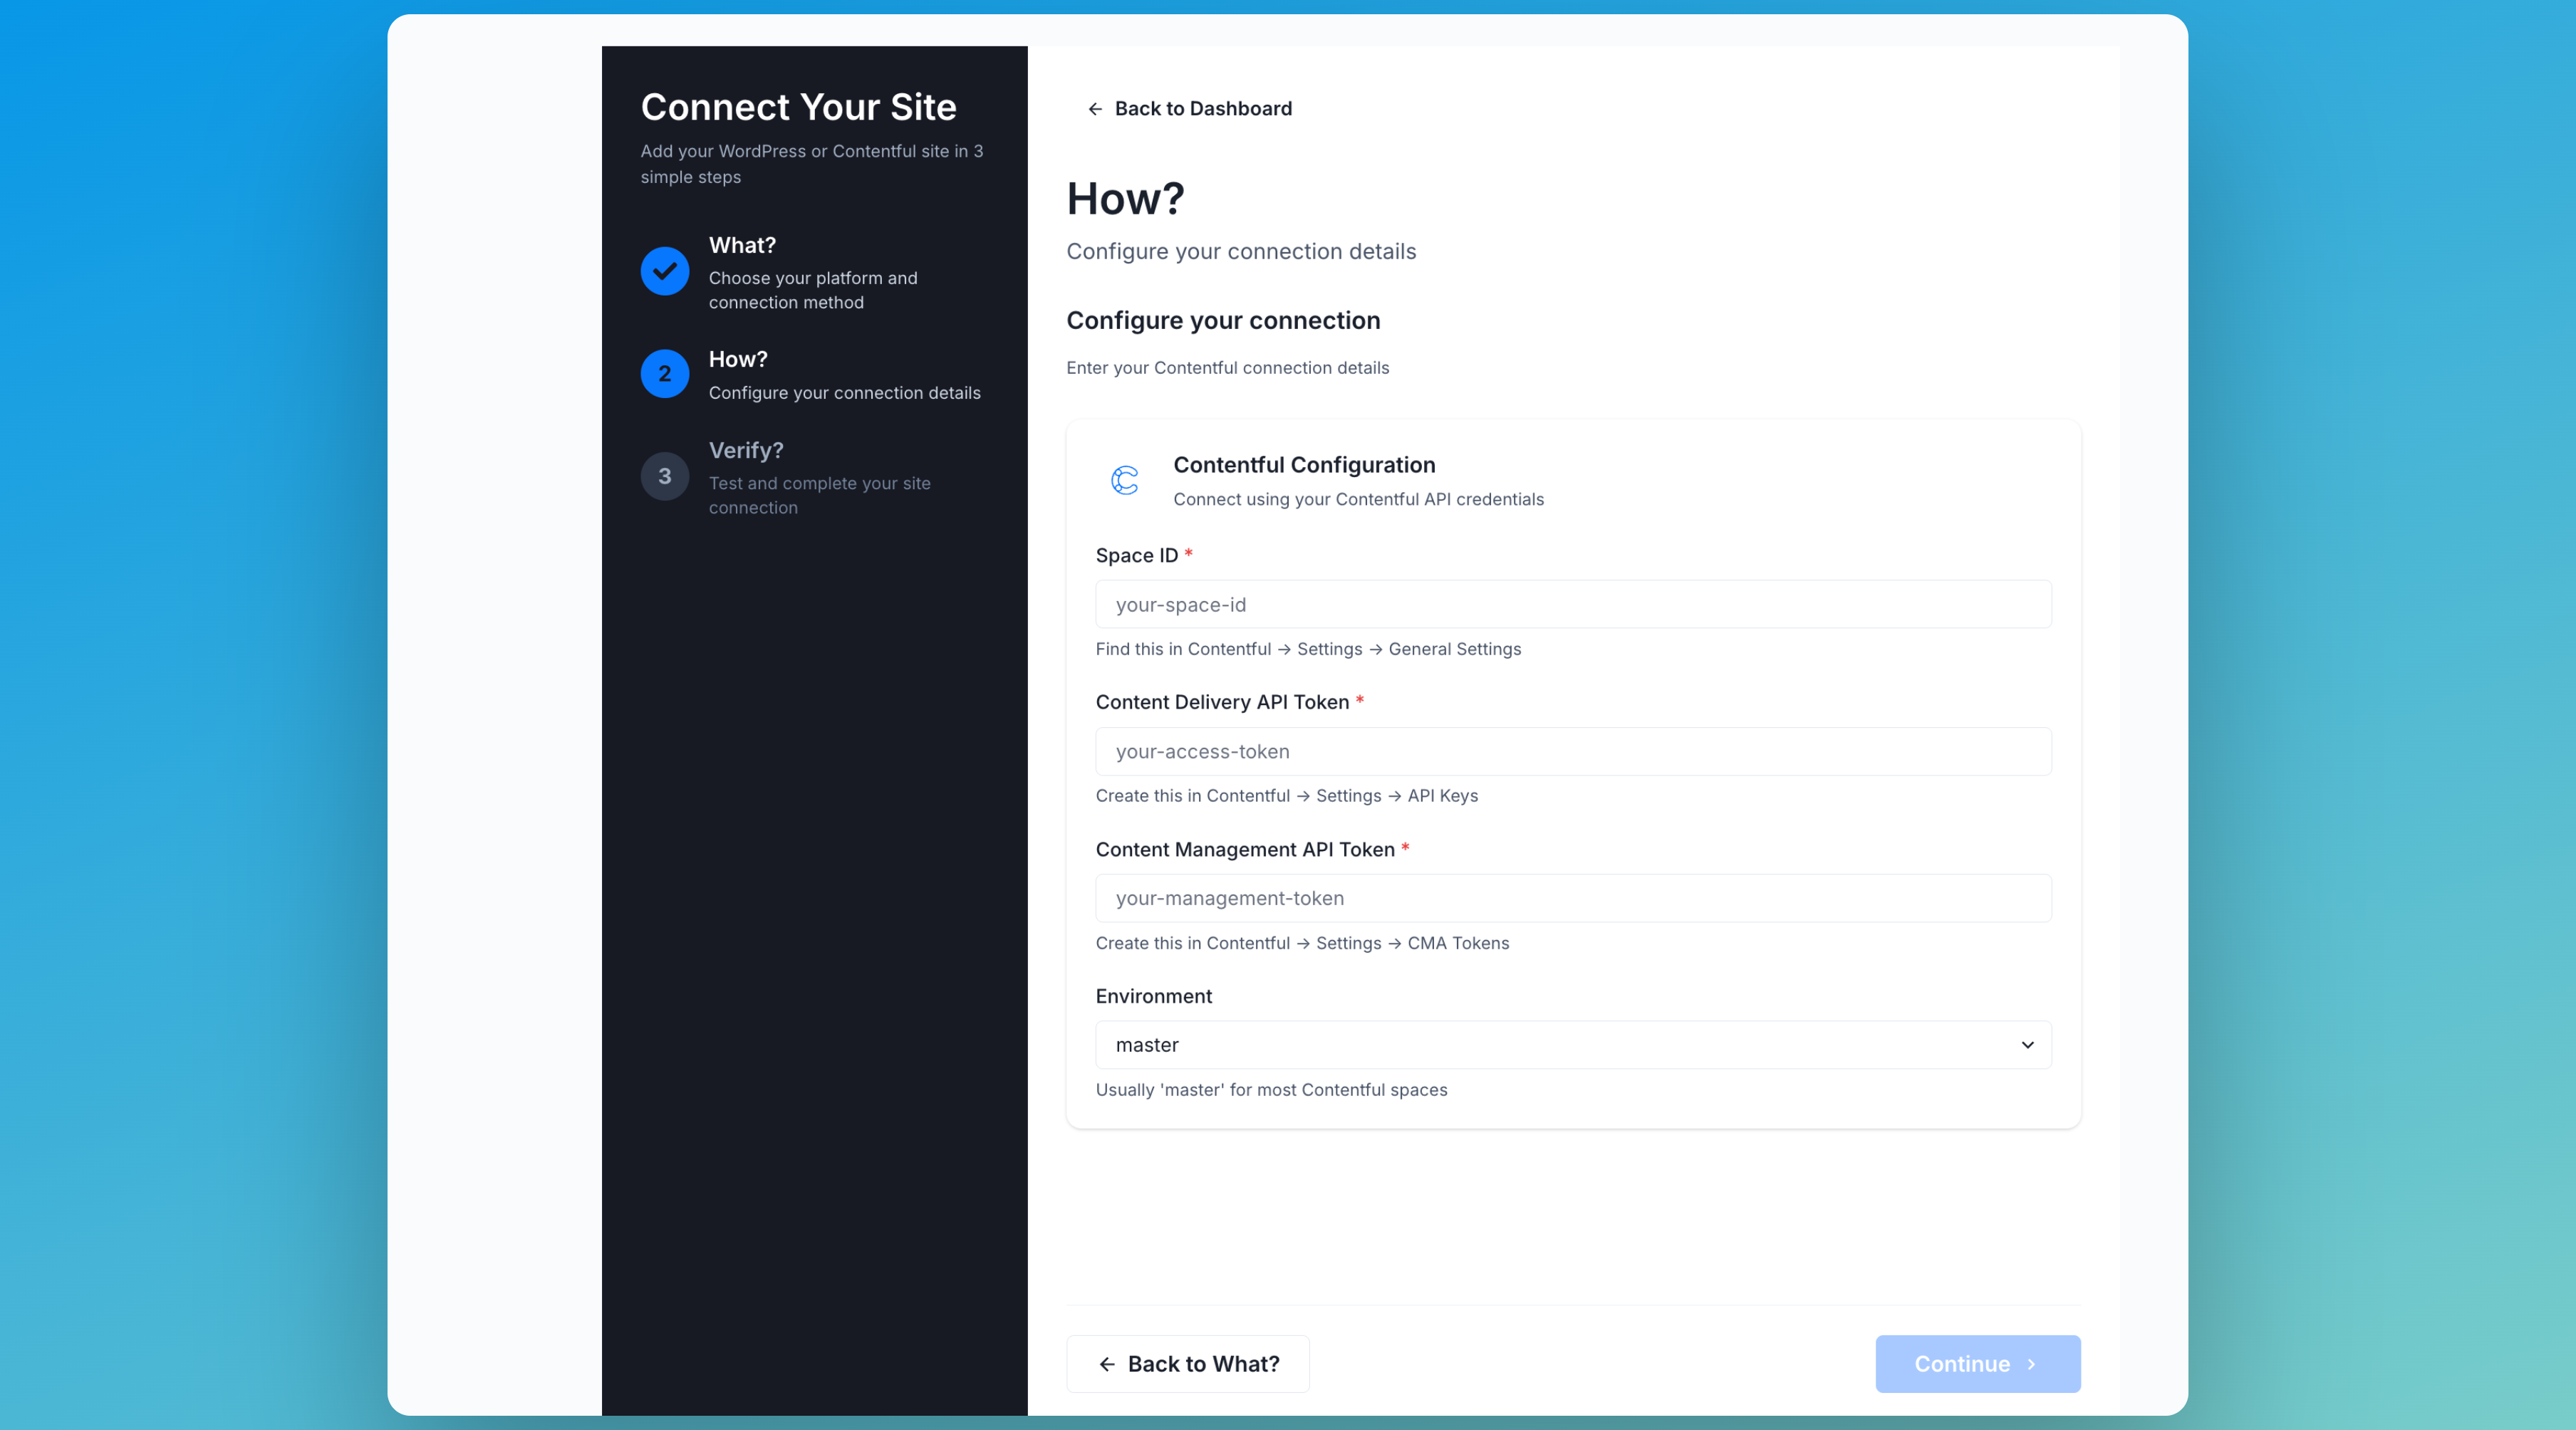 Connect Your Site
Add your WordPress or Contentful site in 3
simple steps
What?
Choose your platform and
connection method
2
How?
Configure your connection details
3
Verify?
Test and complete your site
connection
← Back to Dashboard
How?
Configure your connection details
Configure your connection
Enter your Contentful connection details
Contentful Configuration
Connect using your Contentful API credentials
Space ID *
your-space-id
Find this in Contentful → Settings → General Settings
Content Delivery API Token *
your-access-token
Create this in Contentful → Settings → API Keys
Content Management API Token *
your-management-token
Create this in Contentful → Settings → CMA Tokens
Environment
master
Usually 'master' for most Contentful spaces
← Back to What?
Continue ›